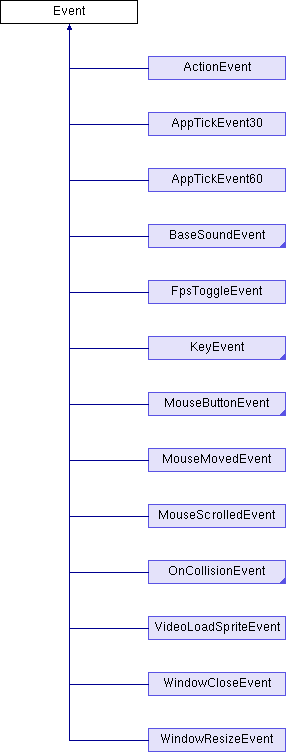 Event
ActionEvent
AppTickEvent30
AppTickEvent60
BaseSoundEvent
FpsToggleEvent
KeyEvent
MouseButtonEvent
MouseMovedEvent
MouseScrolledEvent
OnCollisionEvent
VideoLoadSpriteEvent
WindowCloseEvent
WindowResizeEvent